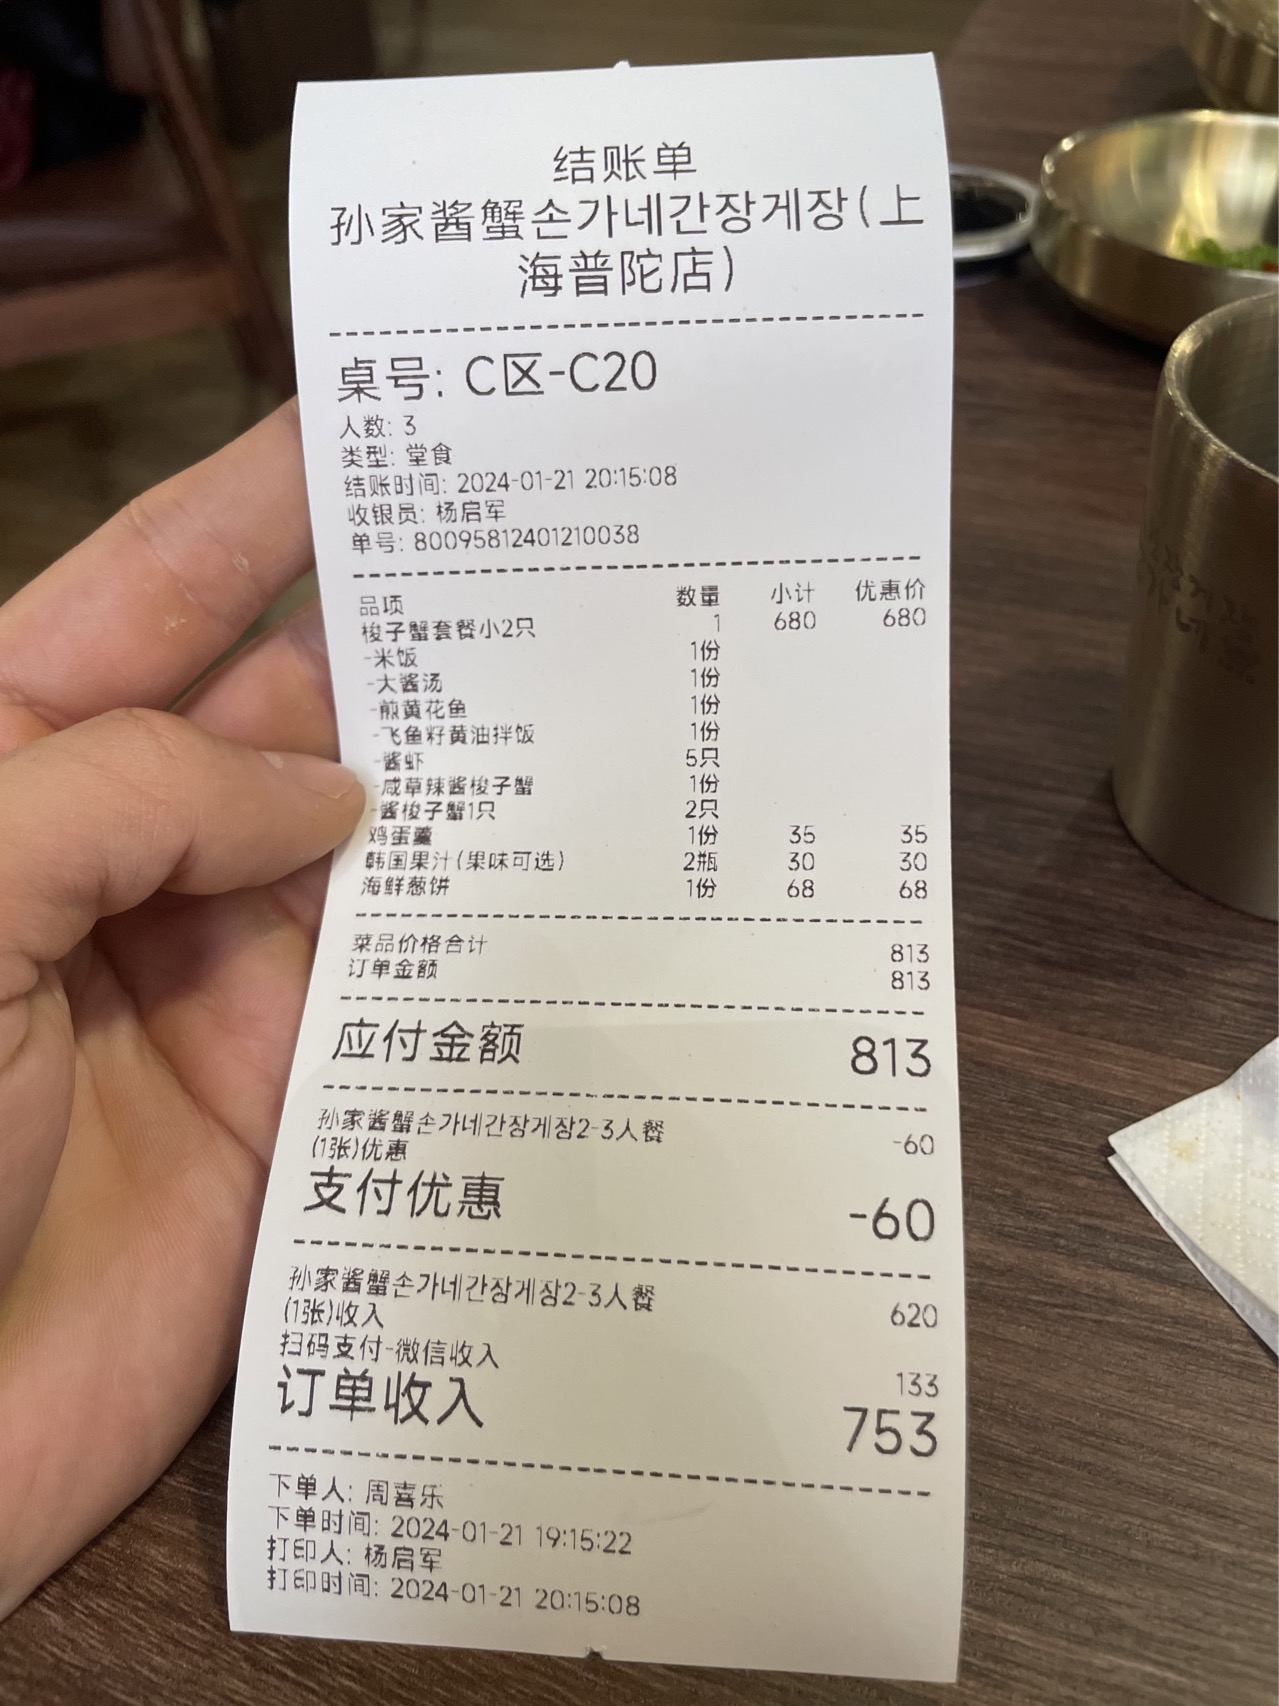 结账单
孙家酱蟹손가네간장게장(上
海普陀店)
桌号: C区-C20
人数: 3
类型: 堂食
结账时间: 2024-01-21 20:15:08
收银员: 杨启军
单号: 80095812401210038
品项 数量 小计 优惠价
梭子蟹套餐小2只 1 680 680
-米饭 1份
-大酱汤 1份
-煎黄花鱼 1份
-飞鱼籽黄油拌饭 1份
-酱虾 5只
-咸草辣酱梭子蟹 1份
-酱梭子蟹1只 2只
鸡蛋羹 1份 35 35
韩国果汁(果味可选) 2瓶 30 30
海鲜葱饼 1份 68 68
菜品价格合计 813
订单金额 813
应付金额 813
孙家酱蟹손가네간장게장2-3人餐 -60
(1张)优惠
支付优惠 -60
孙家酱蟹손가네간장게장2-3人餐 620
(1张)收入
扫码支付-微信收入 133
订单收入 753
下单人: 周喜乐
下单时间: 2024-01-21 19:15:22
打印人: 杨启军
打印时间: 2024-01-21 20:15:08